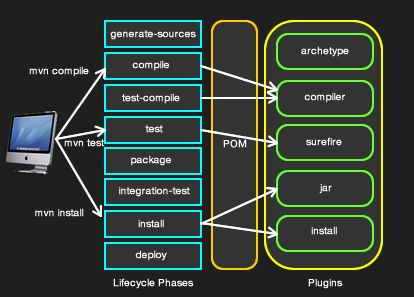 generate-sources
compile
test-compile
test
package
integration-test
install
deploy
mvn compile
mvn test
mvn install
POM
archetype
compiler
surefire
jar
install
Lifecycle Phases
Plugins